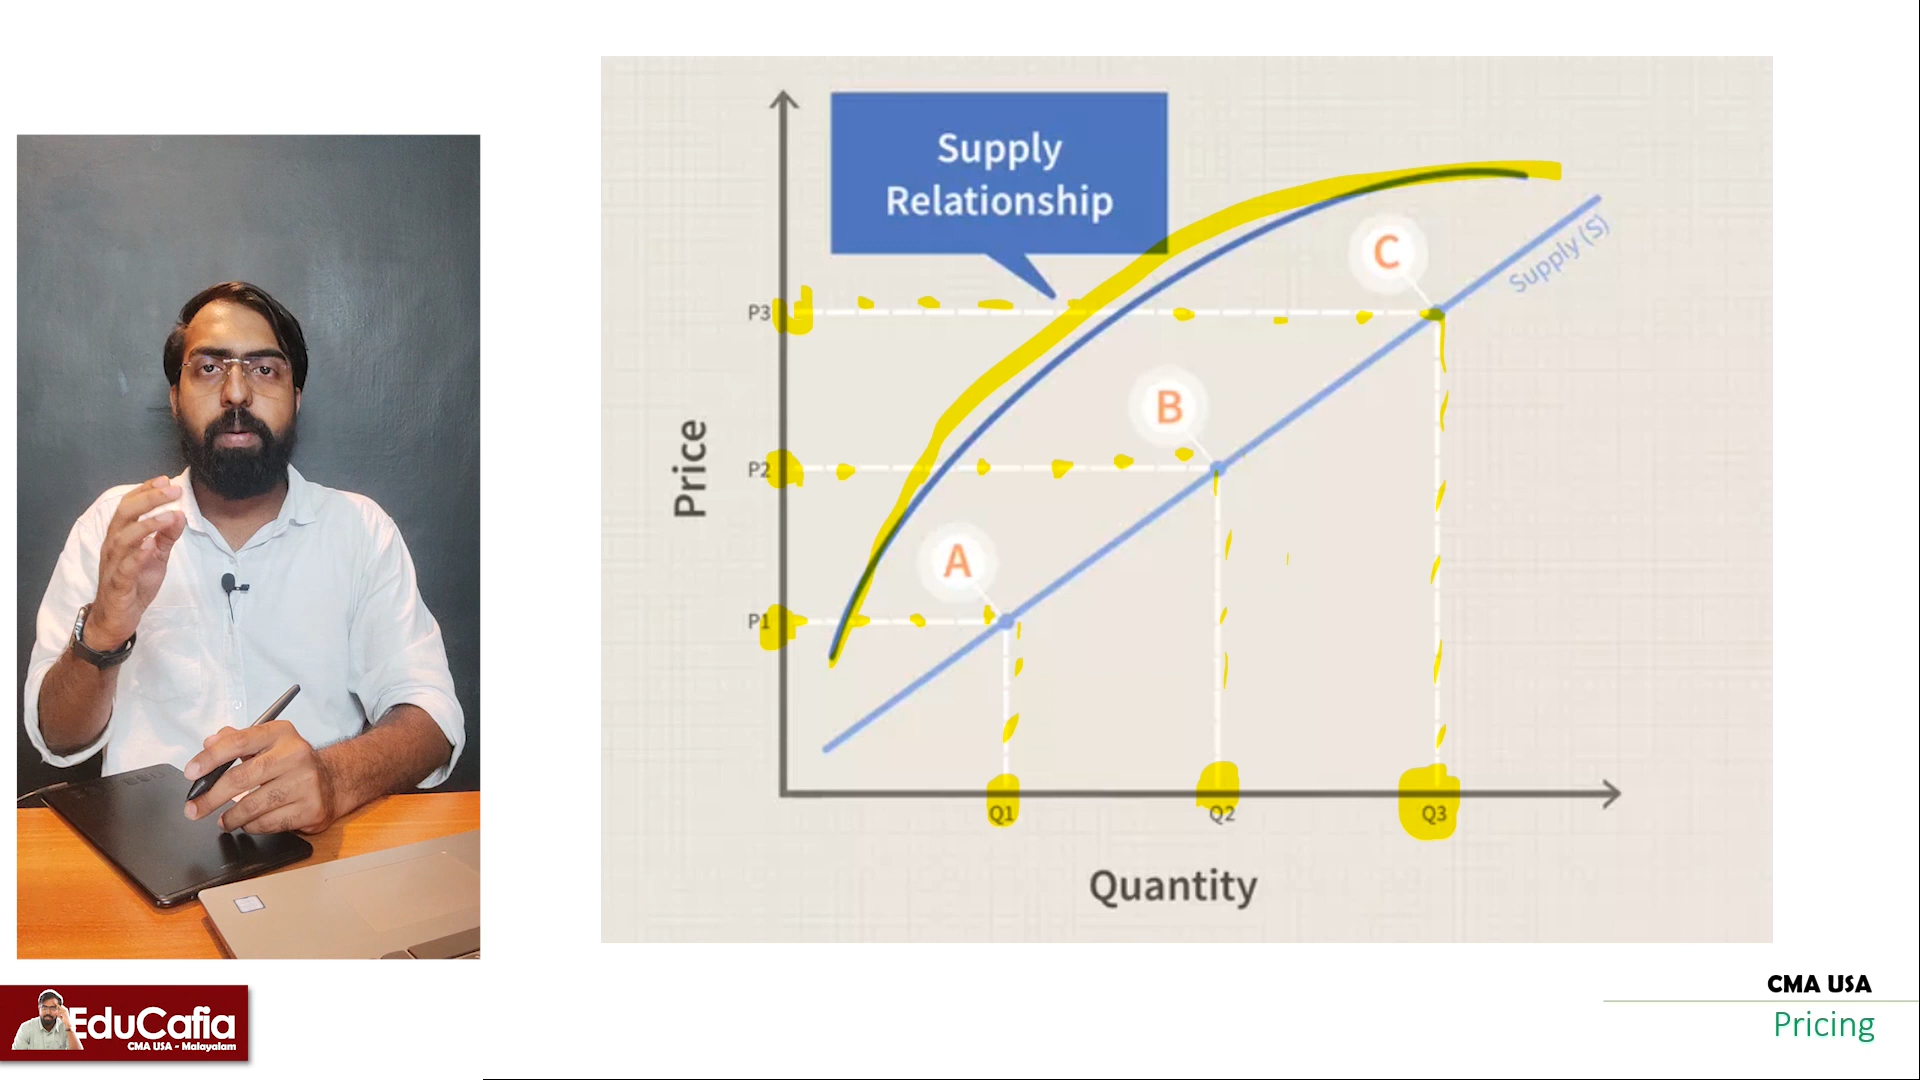 Supply
Relationship
C
Supply (S)
P3
B
P2
Price
A
P1
Q1
Q2
Q3
Quantity
CMA USA
Pricing
EduCafia
CMA USA - Malayalam